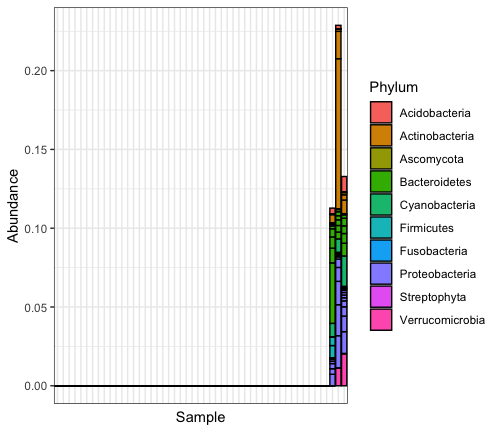 Abundance
0.20
0.15
0.10
0.05
0.00
Sample
Phylum
Acidobacteria
Actinobacteria
Ascomycota
Bacteroidetes
Cyanobacteria
Firmicutes
Fusobacteria
Proteobacteria
Streptophyta
Verrucomicrobia